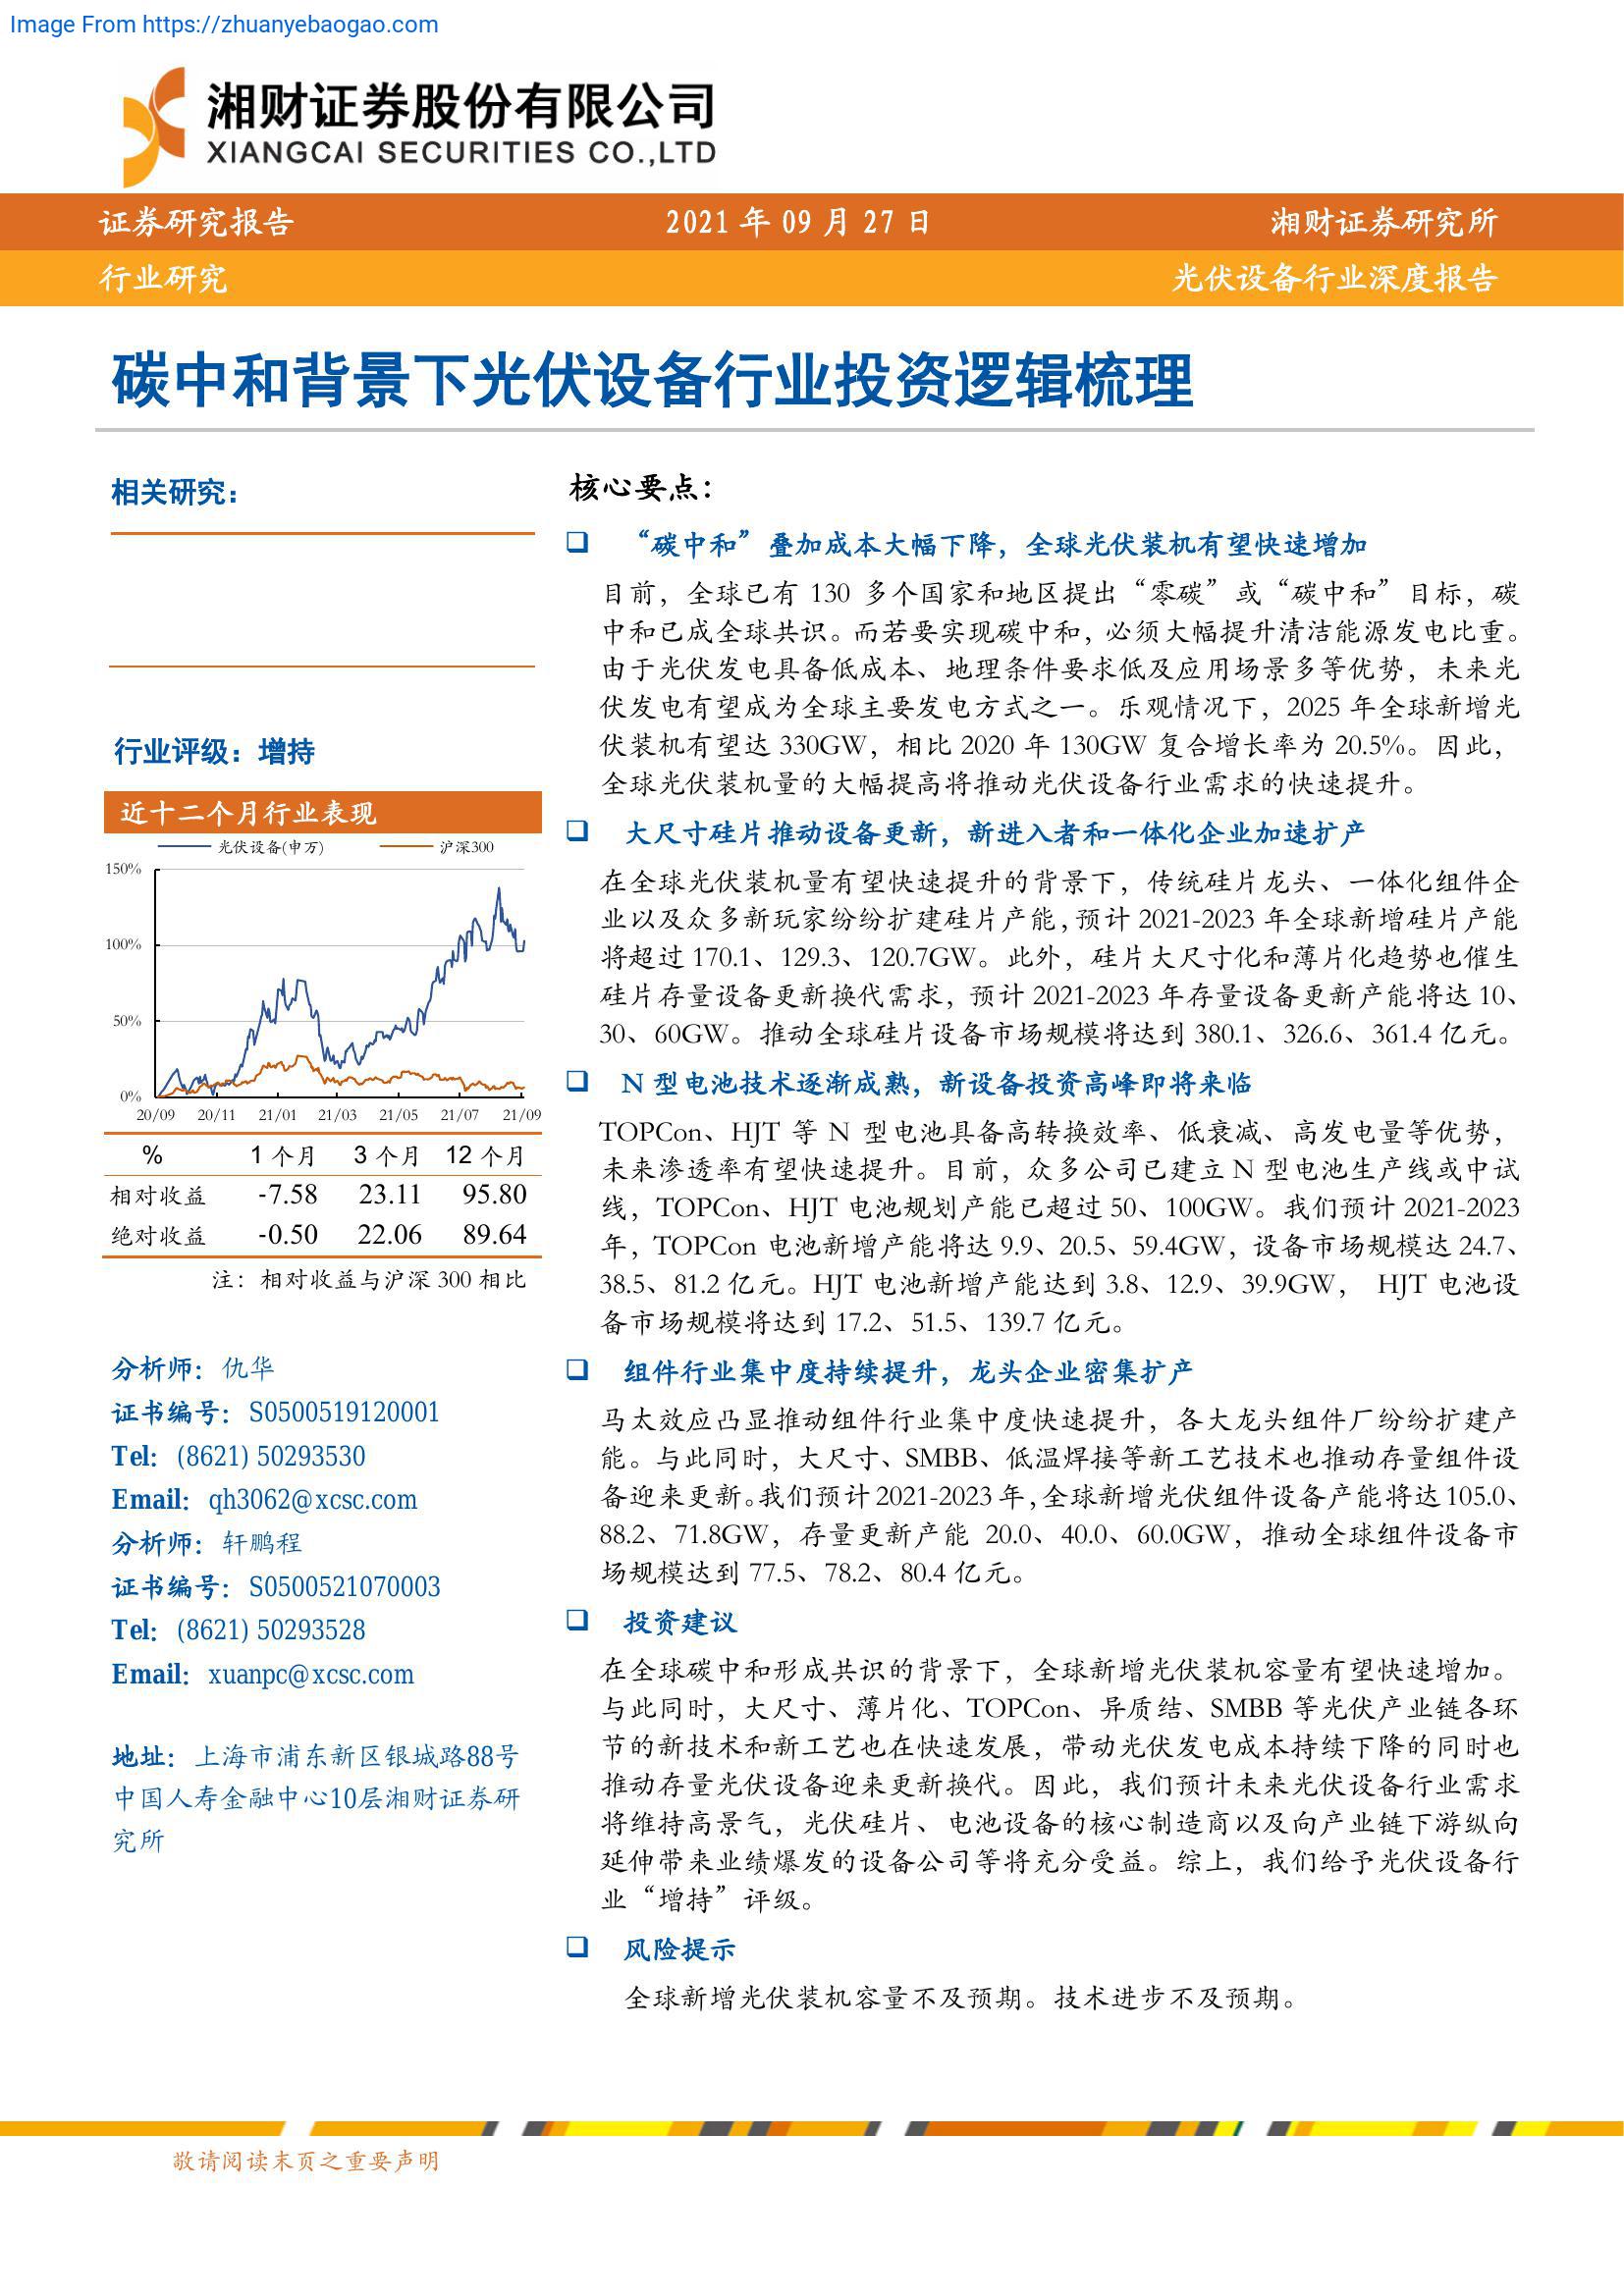 Image From https://zhuanyebaogao.com
湘财证券股份有限公司
XIANGCAI SECURITIES CO.,LTD
证券研究报告 2021 年 09 月 27 日 湘财证券研究所
行业研究 光伏设备行业深度报告
碳中和背景下光伏设备行业投资逻辑梳理
相关研究：
行业评级：增持
近十二个月行业表现
光伏设备(申万) 沪深300
150%
100%
50%
0%
20/09 20/11 21/01 21/03 21/05 21/07 21/09
% 1 个月 3 个月 12 个月
相对收益 -7.58 23.11 95.80
绝对收益 -0.50 22.06 89.64
注：相对收益与沪深 300 相比
分析师：仇华
证书编号：S0500519120001
Tel：(8621) 50293530
Email：qh3062@xcsc.com
分析师：轩鹏程
证书编号：S0500521070003
Tel：(8621) 50293528
Email：xuanpc@xcsc.com
地址：上海市浦东新区银城路88号
中国人寿金融中心10层湘财证券研
究所
核心要点：
❑ “碳中和”叠加成本大幅下降，全球光伏装机有望快速增加
目前，全球已有 130 多个国家和地区提出“零碳”或“碳中和”目标，碳
中和已成全球共识。而若要实现碳中和，必须大幅提升清洁能源发电比重。
由于光伏发电具备低成本、地理条件要求低及应用场景多等优势，未来光
伏发电有望成为全球主要发电方式之一。乐观情况下，2025 年全球新增光
伏装机有望达 330GW，相比 2020 年 130GW 复合增长率为 20.5%。因此，
全球光伏装机量的大幅提高将推动光伏设备行业需求的快速提升。
❑ 大尺寸硅片推动设备更新，新进入者和一体化企业加速扩产
在全球光伏装机量有望快速提升的背景下，传统硅片龙头、一体化组件企
业以及众多新玩家纷纷扩建硅片产能，预计 2021-2023 年全球新增硅片产能
将超过 170.1、129.3、120.7GW。此外，硅片大尺寸化和薄片化趋势也催生
硅片存量设备更新换代需求，预计 2021-2023 年存量设备更新产能将达 10、
30、60GW。推动全球硅片设备市场规模将达到 380.1、326.6、361.4 亿元。
❑ N 型电池技术逐渐成熟，新设备投资高峰即将来临
TOPCon、HJT 等 N 型电池具备高转换效率、低衰减、高发电量等优势，
未来渗透率有望快速提升。目前，众多公司已建立 N 型电池生产线或中试
线，TOPCon、HJT 电池规划产能已超过 50、100GW。我们预计 2021-2023
年，TOPCon 电池新增产能将达 9.9、20.5、59.4GW，设备市场规模达 24.7、
38.5、81.2 亿元。HJT 电池新增产能达到 3.8、12.9、39.9GW， HJT 电池设
备市场规模将达到 17.2、51.5、139.7 亿元。
❑ 组件行业集中度持续提升，龙头企业密集扩产
马太效应凸显推动组件行业集中度快速提升，各大龙头组件厂纷纷扩建产
能。与此同时，大尺寸、SMBB、低温焊接等新工艺技术也推动存量组件设
备迎来更新。我们预计 2021-2023 年，全球新增光伏组件设备产能将达 105.0、
88.2、71.8GW，存量更新产能 20.0、40.0、60.0GW，推动全球组件设备市
场规模达到 77.5、78.2、80.4 亿元。
❑ 投资建议
在全球碳中和形成共识的背景下，全球新增光伏装机容量有望快速增加。
与此同时，大尺寸、薄片化、TOPCon、异质结、SMBB 等光伏产业链各环
节的新技术和新工艺也在快速发展，带动光伏发电成本持续下降的同时也
推动存量光伏设备迎来更新换代。因此，我们预计未来光伏设备行业需求
将维持高景气，光伏硅片、电池设备的核心制造商以及向产业链下游纵向
延伸带来业绩爆发的设备公司等将充分受益。综上，我们给予光伏设备行
业“增持”评级。
❑ 风险提示
全球新增光伏装机容量不及预期。技术进步不及预期。
敬请阅读末页之重要声明